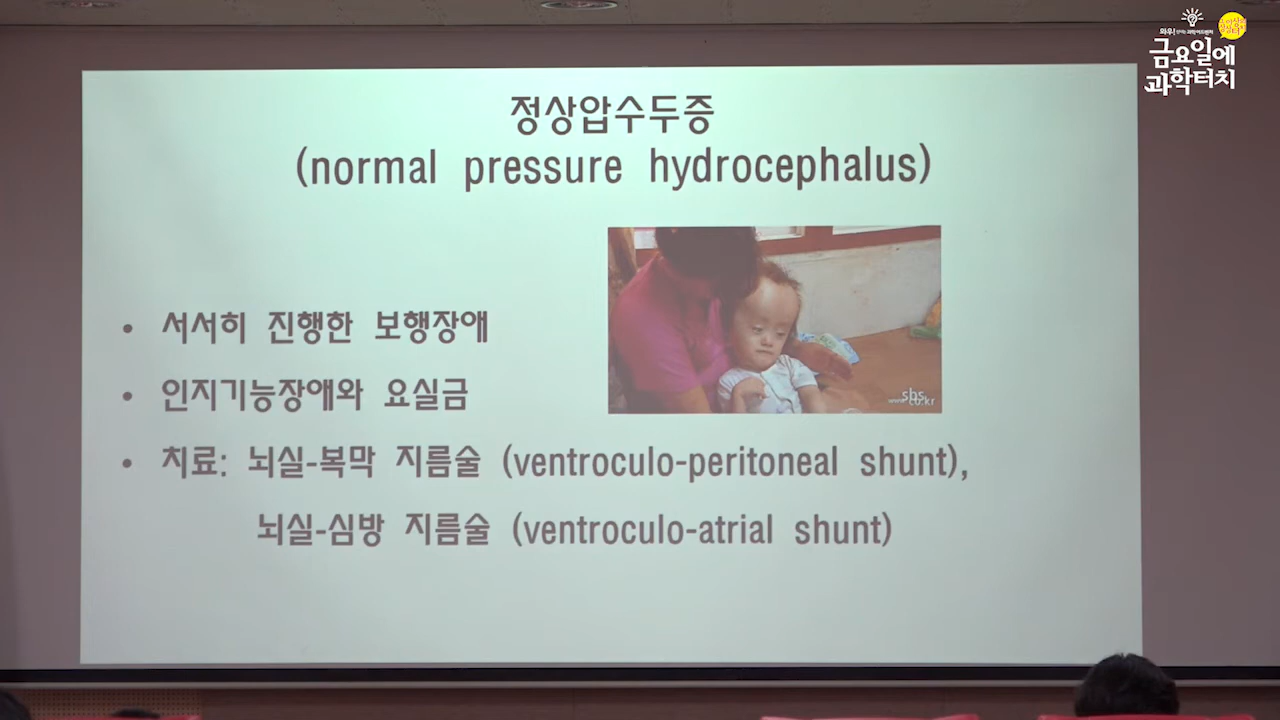 정상압수두증
(normal pressure hydrocephalus)
• 서서히 진행한 보행장애
• 인지기능장애와 요실금
• 치료: 뇌실-복막 지름술 (ventroculo-peritoneal shunt),
뇌실-심방 지름술 (ventroculo-atrial shunt)
sbs
금요일에
과학터치